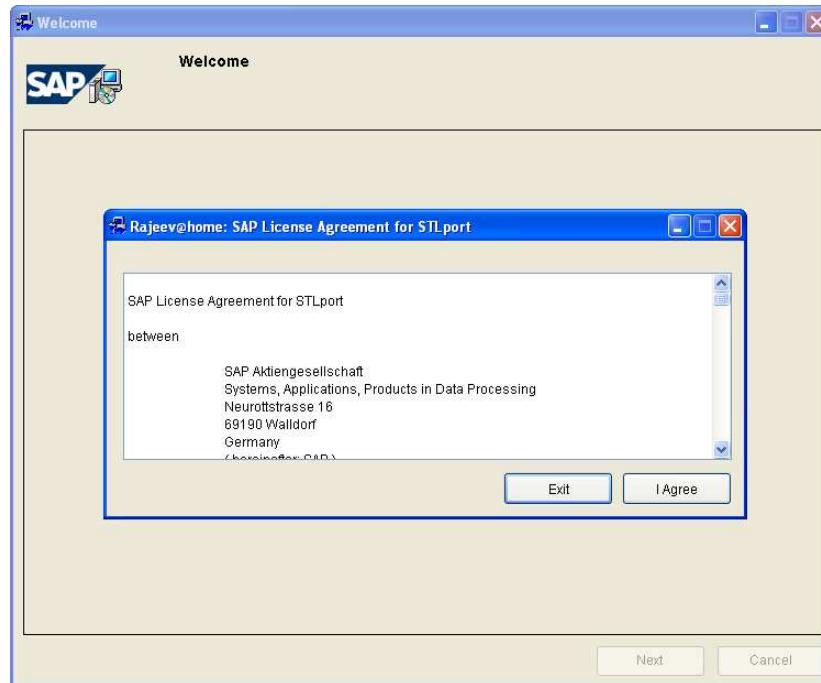 Welcome
SAP
Welcome
Rajeev@home: SAP License Agreement for STLport
SAP License Agreement for STLport
between
SAP Aktiengesellschaft
Systems, Applications, Products in Data Processing
Neurottstrasse 16
69190 Walldorf
Germany
Exit
I Agree
Next
Cancel